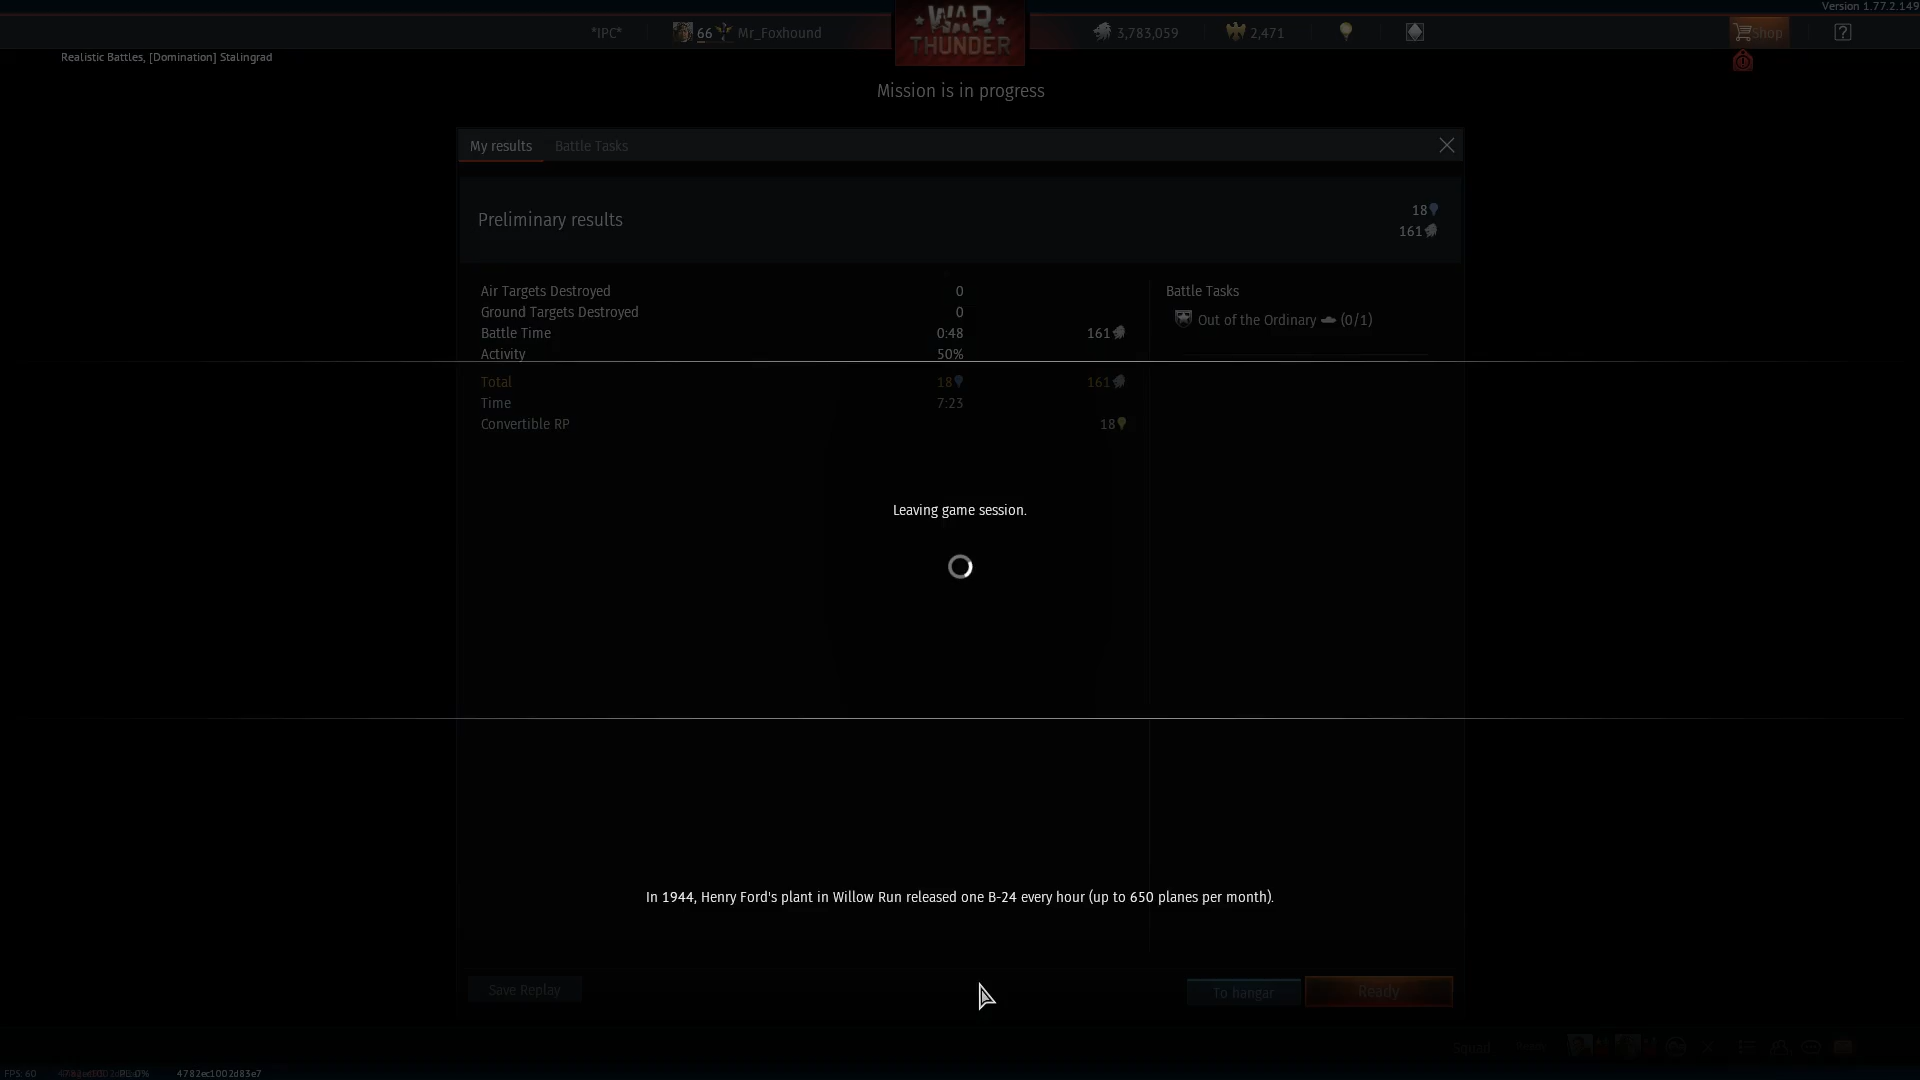 Version 1.77.2.149
*IPC*
66 Mr_Foxhound
WAR THUNDER
3,783,059
2,471
Shop
Realistic Battles, [Domination] Stalingrad
Mission is in progress
My results
Battle Tasks
Preliminary results
18
161
Air Targets Destroyed 0
Ground Targets Destroyed 0
Battle Time 0:48 161
Activity 50%
Total 18 161
Time 7:23
Convertible RP 18
Battle Tasks
Out of the Ordinary (0/1)
Leaving game session.
In 1944, Henry Ford's plant in Willow Run released one B-24 every hour (up to 650 planes per month).
Save Replay
To hangar
Ready
Squad
FPS: 60
PL: 0%
4782ec1002d83e7